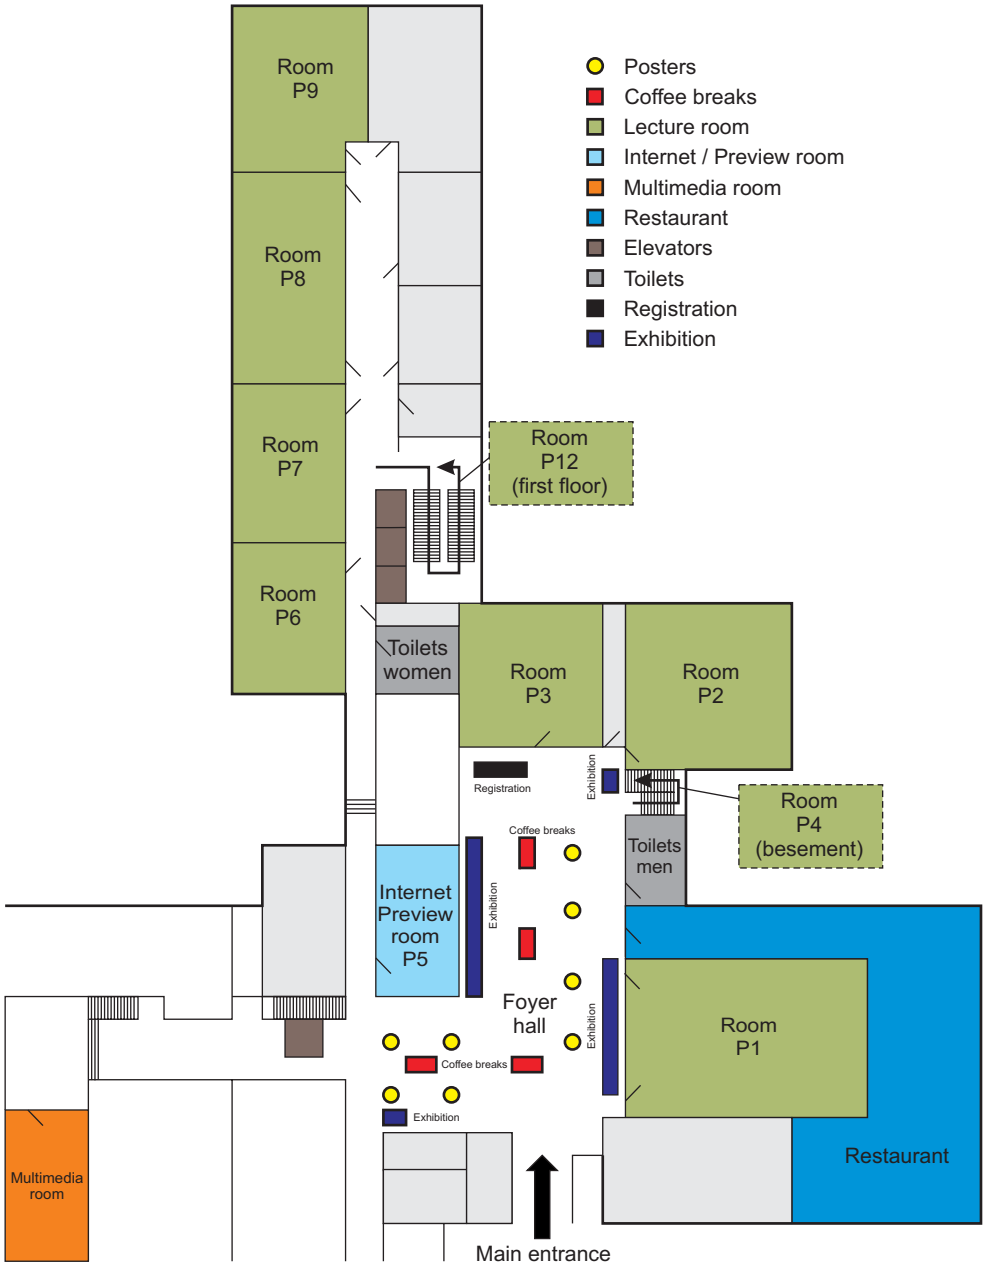 Room
P9
Posters
Coffee breaks
Lecture room
Internet / Preview room
Multimedia room
Restaurant
Elevators
Toilets
Registration
Exhibition
Room
P8
Room
P7
Room
P12
(first floor)
Room
P6
Toilets
women
Room
P3
Room
P2
Registration
Exhibition
Room
P4
(besement)
Coffee breaks
Toilets
men
Internet
Preview
room
P5
Exhibition
Foyer
hall
Exhibition
Room
P1
Coffee breaks
Exhibition
Multimedia
room
Restaurant
Main entrance